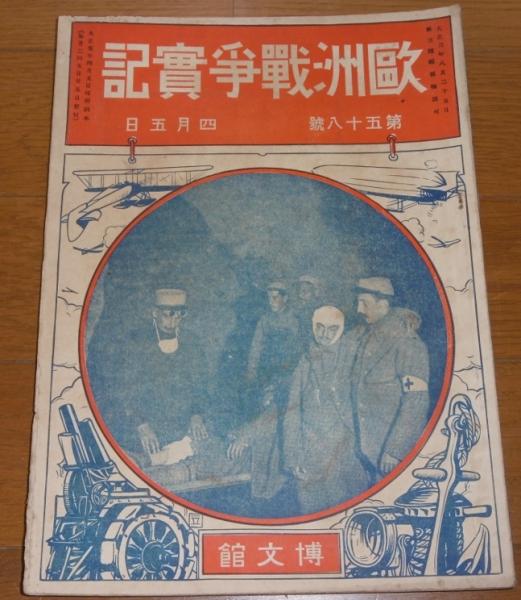 歐洲戰爭實記
第五十八號
四月五日
博文館